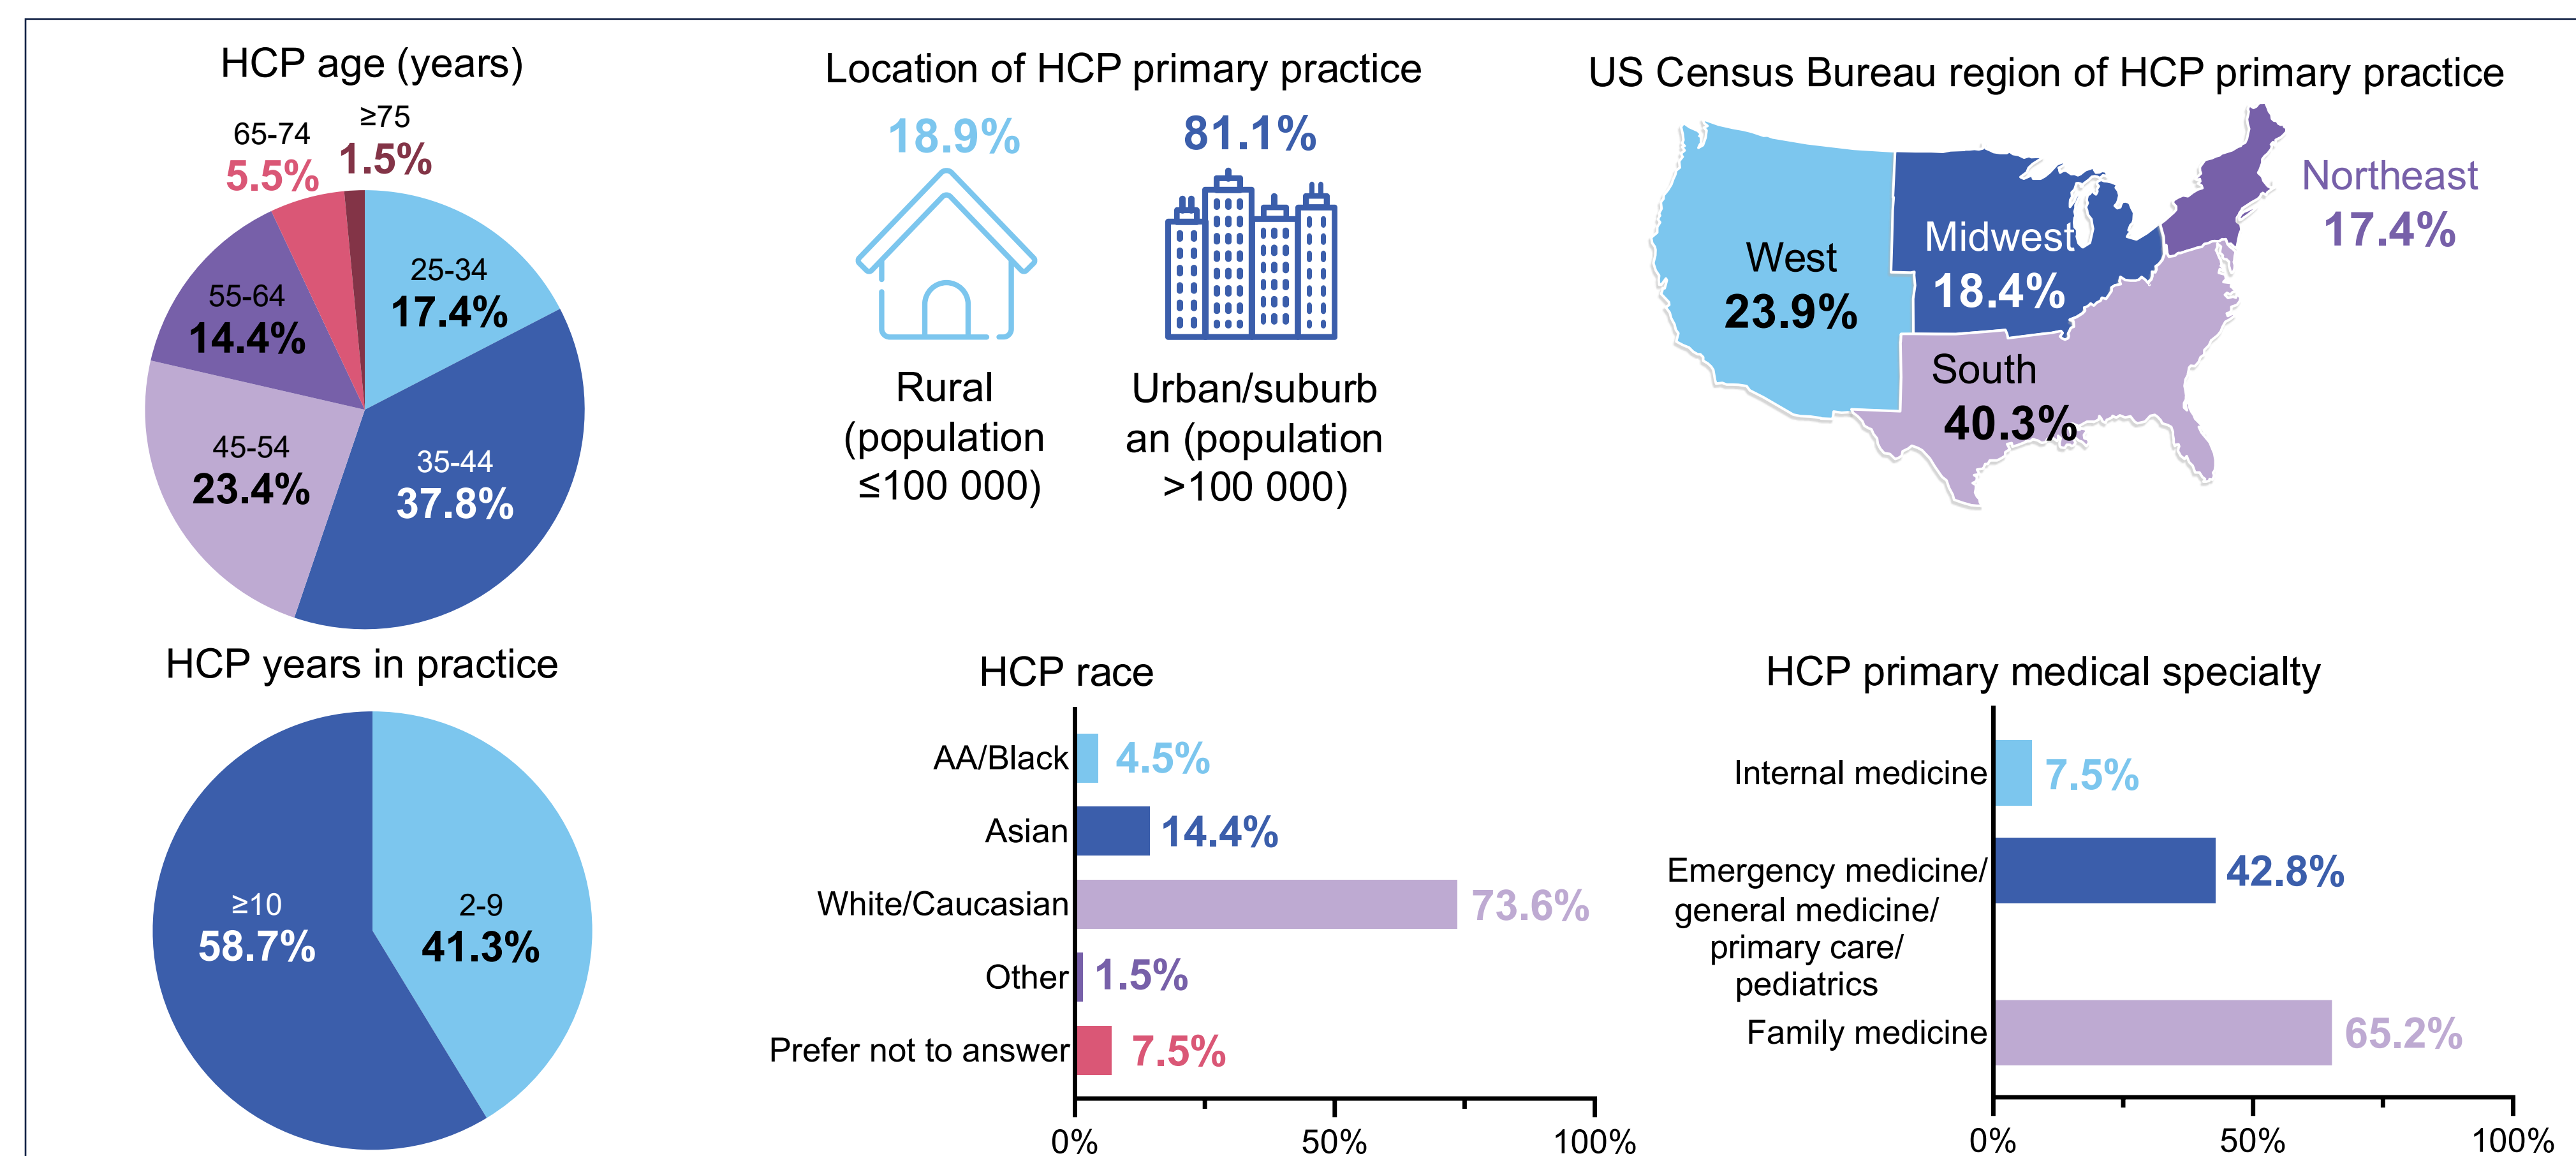 HCP age (years)
≥75
1.5%
65-74
5.5%
25-34
17.4%
55-64
14.4%
45-54
23.4%
35-44
37.8%
Location of HCP primary practice
18.9%
81.1%
Rural
(population
≤100 000)
Urban/suburb
an (population
>100 000)
US Census Bureau region of HCP primary practice
Northeast
17.4%
Midwest
18.4%
West
23.9%
South
40.3%
HCP years in practice
≥10
58.7%
2-9
41.3%
HCP race
AA/Black 4.5%
Asian 14.4%
White/Caucasian 73.6%
Other 1.5%
Prefer not to answer 7.5%
0% 50% 100%
HCP primary medical specialty
Internal medicine 7.5%
Emergency medicine/ 42.8%
general medicine/
primary care/
pediatrics
Family medicine 65.2%
0% 50% 100%